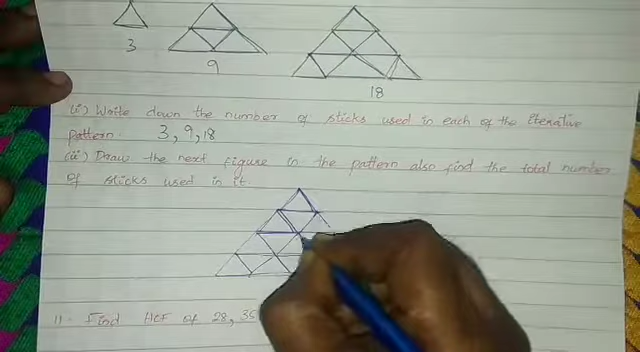 3
9
18
(i) Write down the number of sticks used in each of the iterative
pattern. 3, 9, 18
(ii) Draw the next figure in the pattern also find the total number
of sticks used in it.
11. Find HCF of 28, 35